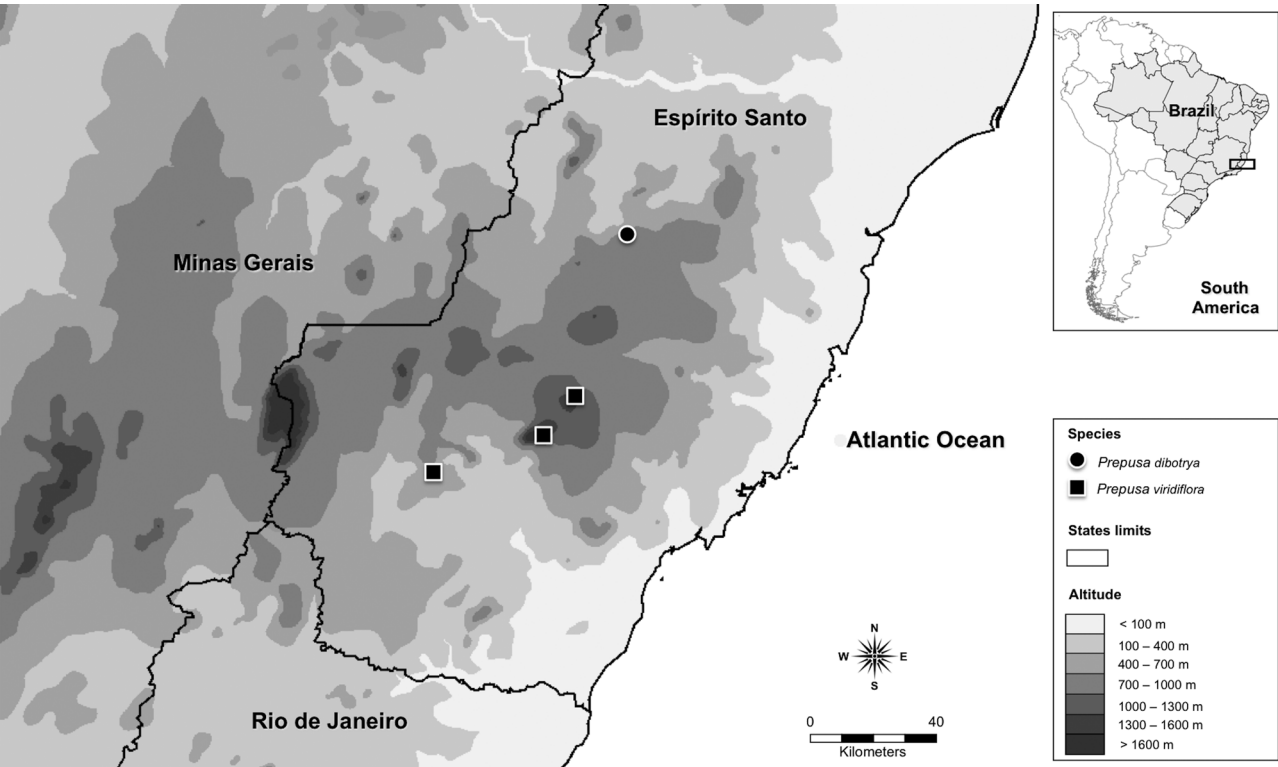 Espírito Santo
Minas Gerais
Atlantic Ocean
Rio de Janeiro
N
W
E
S
0
40
Kilometers
Brazil
South
America
Species
Prepusa dibotrya
Prepusa viridiflora
States limits
Altitude
< 100 m
100 – 400 m
400 – 700 m
700 – 1000 m
1000 – 1300 m
1300 – 1600 m
> 1600 m